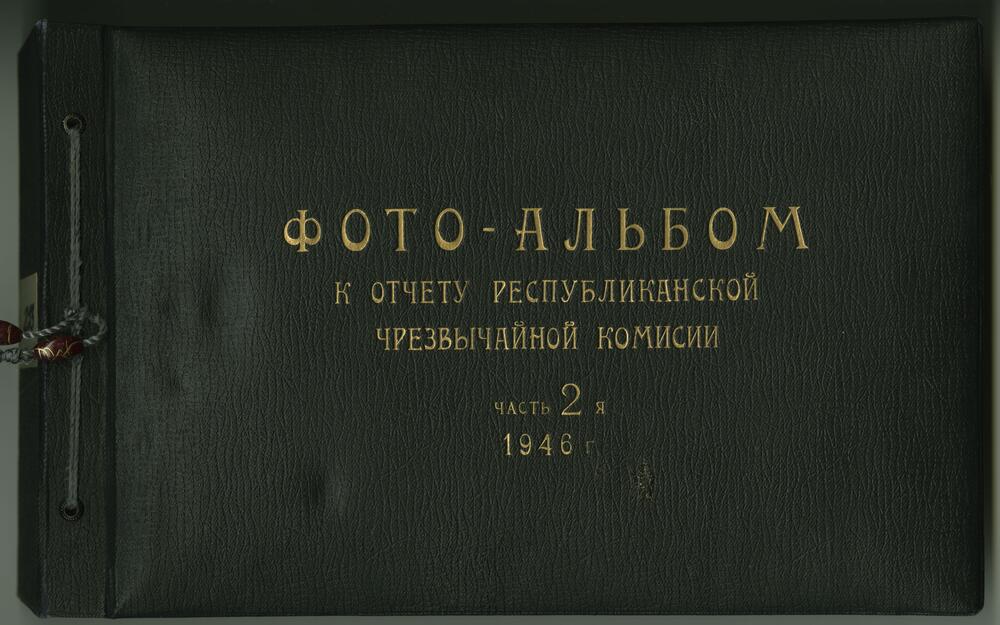 ФОТО-АЛЬБОМ
К ОТЧЕТУ РЕСПУБЛИКАНСКОЙ
ЧРЕЗВЫЧАЙНОЙ КОМИСИИ
ЧАСТЬ 2 Я
1946 г